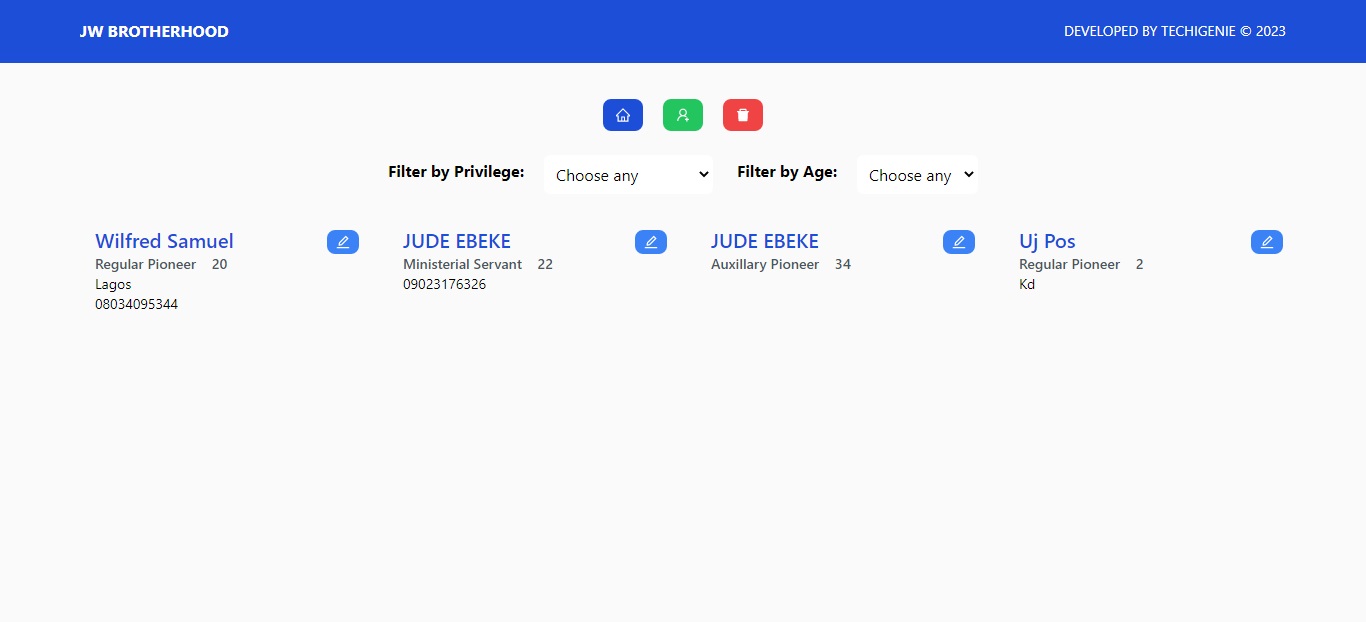 JW BROTHERHOOD
DEVELOPED BY TECHIGENIE © 2023
Filter by Privilege: Choose any Filter by Age: Choose any
Wilfred Samuel
Regular Pioneer 20
Lagos
08034095344
JUDE EBEKE
Ministerial Servant 22
09023176326
JUDE EBEKE
Auxillary Pioneer 34
Uj Pos
Regular Pioneer 2
Kd